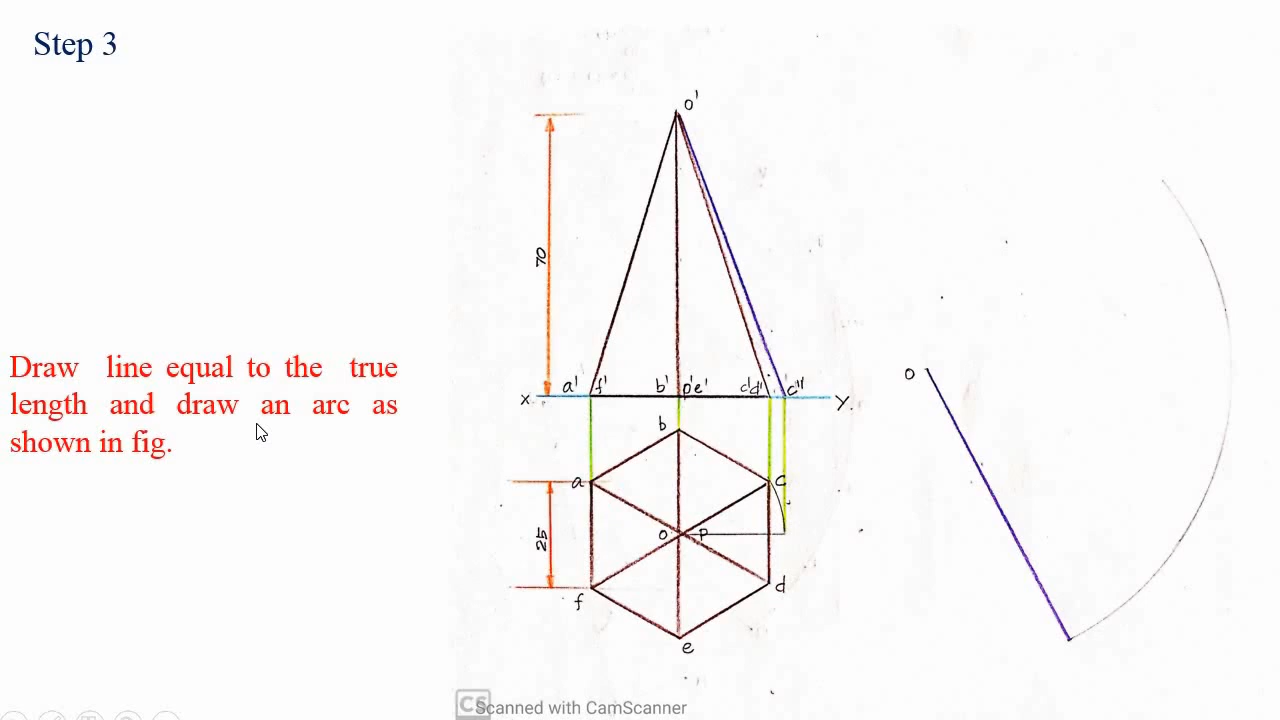 Step 3
o'
70
Draw line equal to the true
length and draw an arc as
shown in fig.
x
a' f' b' p'e' c'd' c'''
y
o
b
a
c
25
o p
f
d
e
CS Scanned with CamScanner